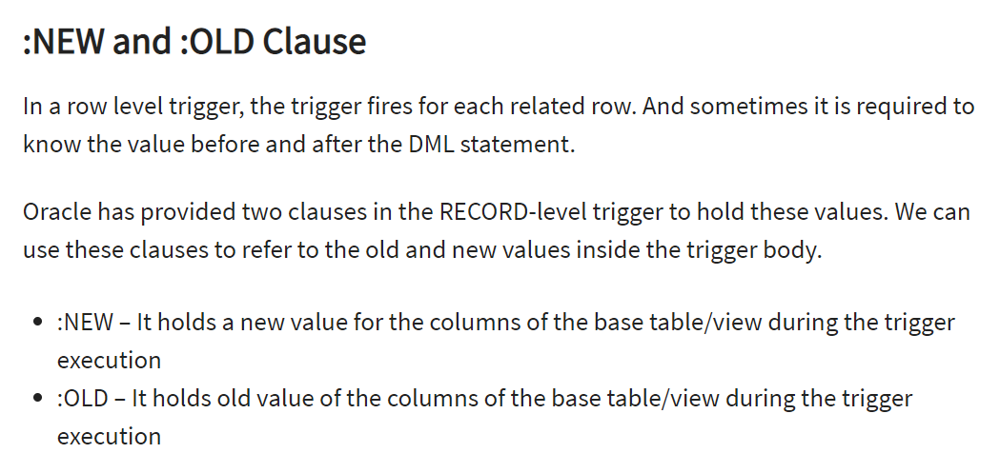 :NEW and :OLD Clause
In a row level trigger, the trigger fires for each related row. And sometimes it is required to
know the value before and after the DML statement.
Oracle has provided two clauses in the RECORD-level trigger to hold these values. We can
use these clauses to refer to the old and new values inside the trigger body.
• :NEW – It holds a new value for the columns of the base table/view during the trigger
execution
• :OLD – It holds old value of the columns of the base table/view during the trigger
execution